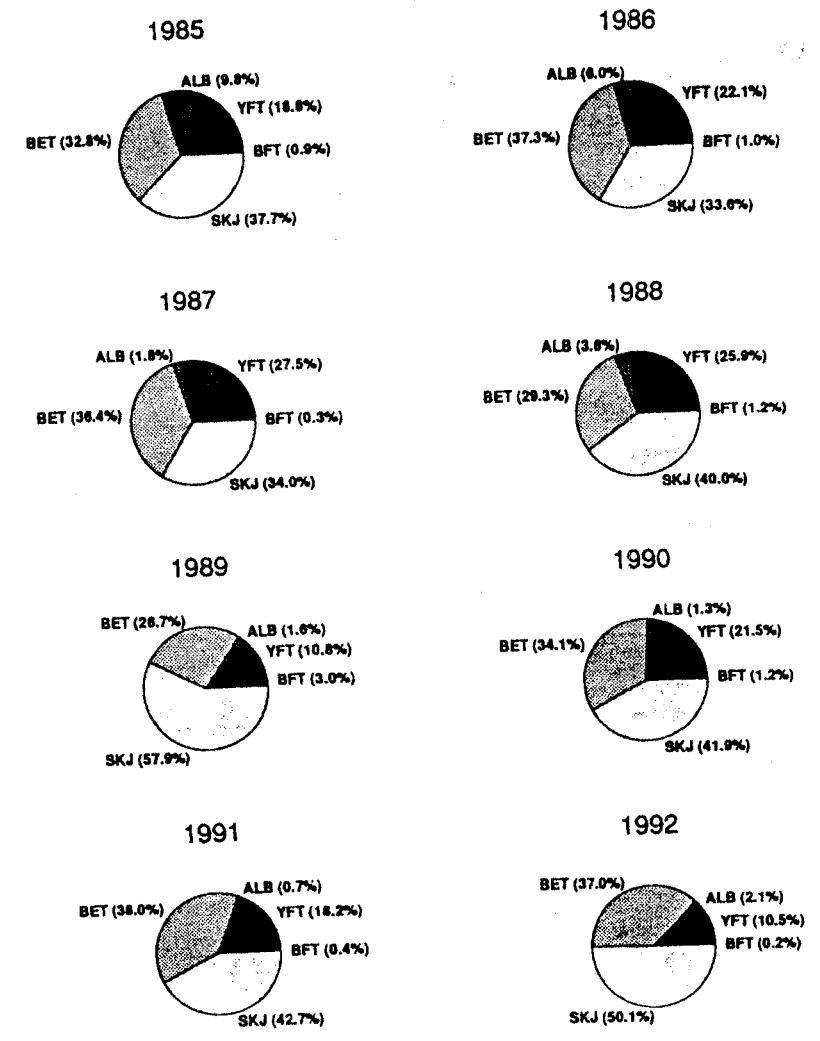 1985
ALB (9.8%)
YFT (18.8%)
BET (32.8%)
BFT (0.9%)
SKJ (37.7%)
1986
ALB (6.0%)
YFT (22.1%)
BET (37.3%)
BFT (1.0%)
SKJ (33.6%)
1987
ALB (1.8%)
YFT (27.5%)
BET (36.4%)
BFT (0.3%)
SKJ (34.0%)
1988
ALB (3.6%)
YFT (25.9%)
BET (29.3%)
BFT (1.2%)
SKJ (40.0%)
1989
BET (26.7%)
ALB (1.6%)
YFT (10.8%)
BFT (3.0%)
SKJ (57.9%)
1990
ALB (1.3%)
YFT (21.5%)
BET (34.1%)
BFT (1.2%)
SKJ (41.9%)
1991
ALB (0.7%)
BET (38.0%)
YFT (18.2%)
BFT (0.4%)
SKJ (42.7%)
1992
BET (37.0%)
ALB (2.1%)
YFT (10.5%)
BFT (0.2%)
SKJ (50.1%)